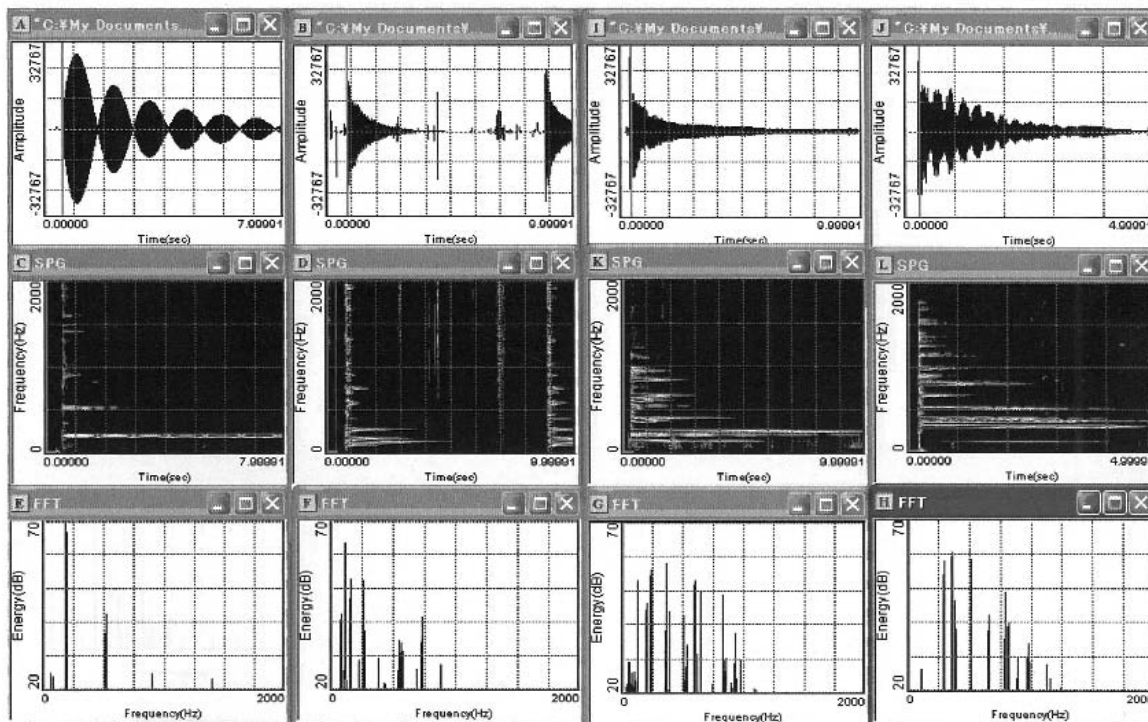 A "C:¥My Documents...
32767
Amplitude
-32767
0.00000 7.99991
Time(sec)
B "C:¥My Documents¥...
32767
Amplitude
-32767
0.00000 9.99991
Time(sec)
I "C:¥My Documents¥...
32767
Amplitude
-32767
0.00000 9.99991
Time(sec)
J "C:¥My Documents¥...
32767
Amplitude
-32767
0.00000 4.99991
Time(sec)
C SPG
2000
Frequency(Hz)
0
0.00000 7.99991
Time(sec)
D SPG
2000
Frequency(Hz)
0
0.00000 9.99991
Time(sec)
K SPG
2000
Frequency(Hz)
0
0.00000 9.99991
Time(sec)
L SPG
2000
Frequency(Hz)
0
0.00000 4.9999
Time(sec)
E FFT
70
Energy(dB)
20
0 2000
Frequency(Hz)
F FFT
70
Energy(dB)
20
0 2000
Frequency(Hz)
G FFT
70
Energy(dB)
20
0 2000
Frequency(Hz)
H FFT
70
Energy(dB)
20
0 2000
Frequency(Hz)